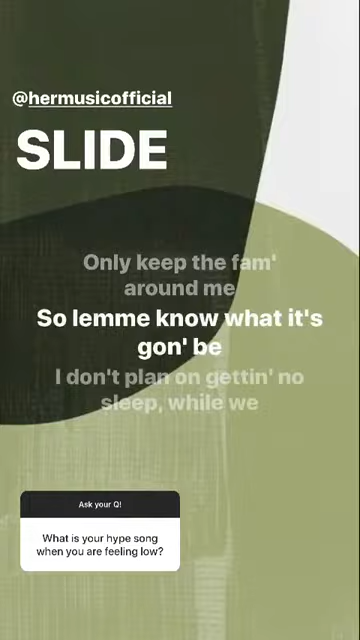 @hermusicofficial
SLIDE
Only keep the fam'
around me
So lemme know what it's
gon' be
I don't plan on gettin' no
sleep, while we
Ask your Q!
What is your hype song
when you are feeling low?